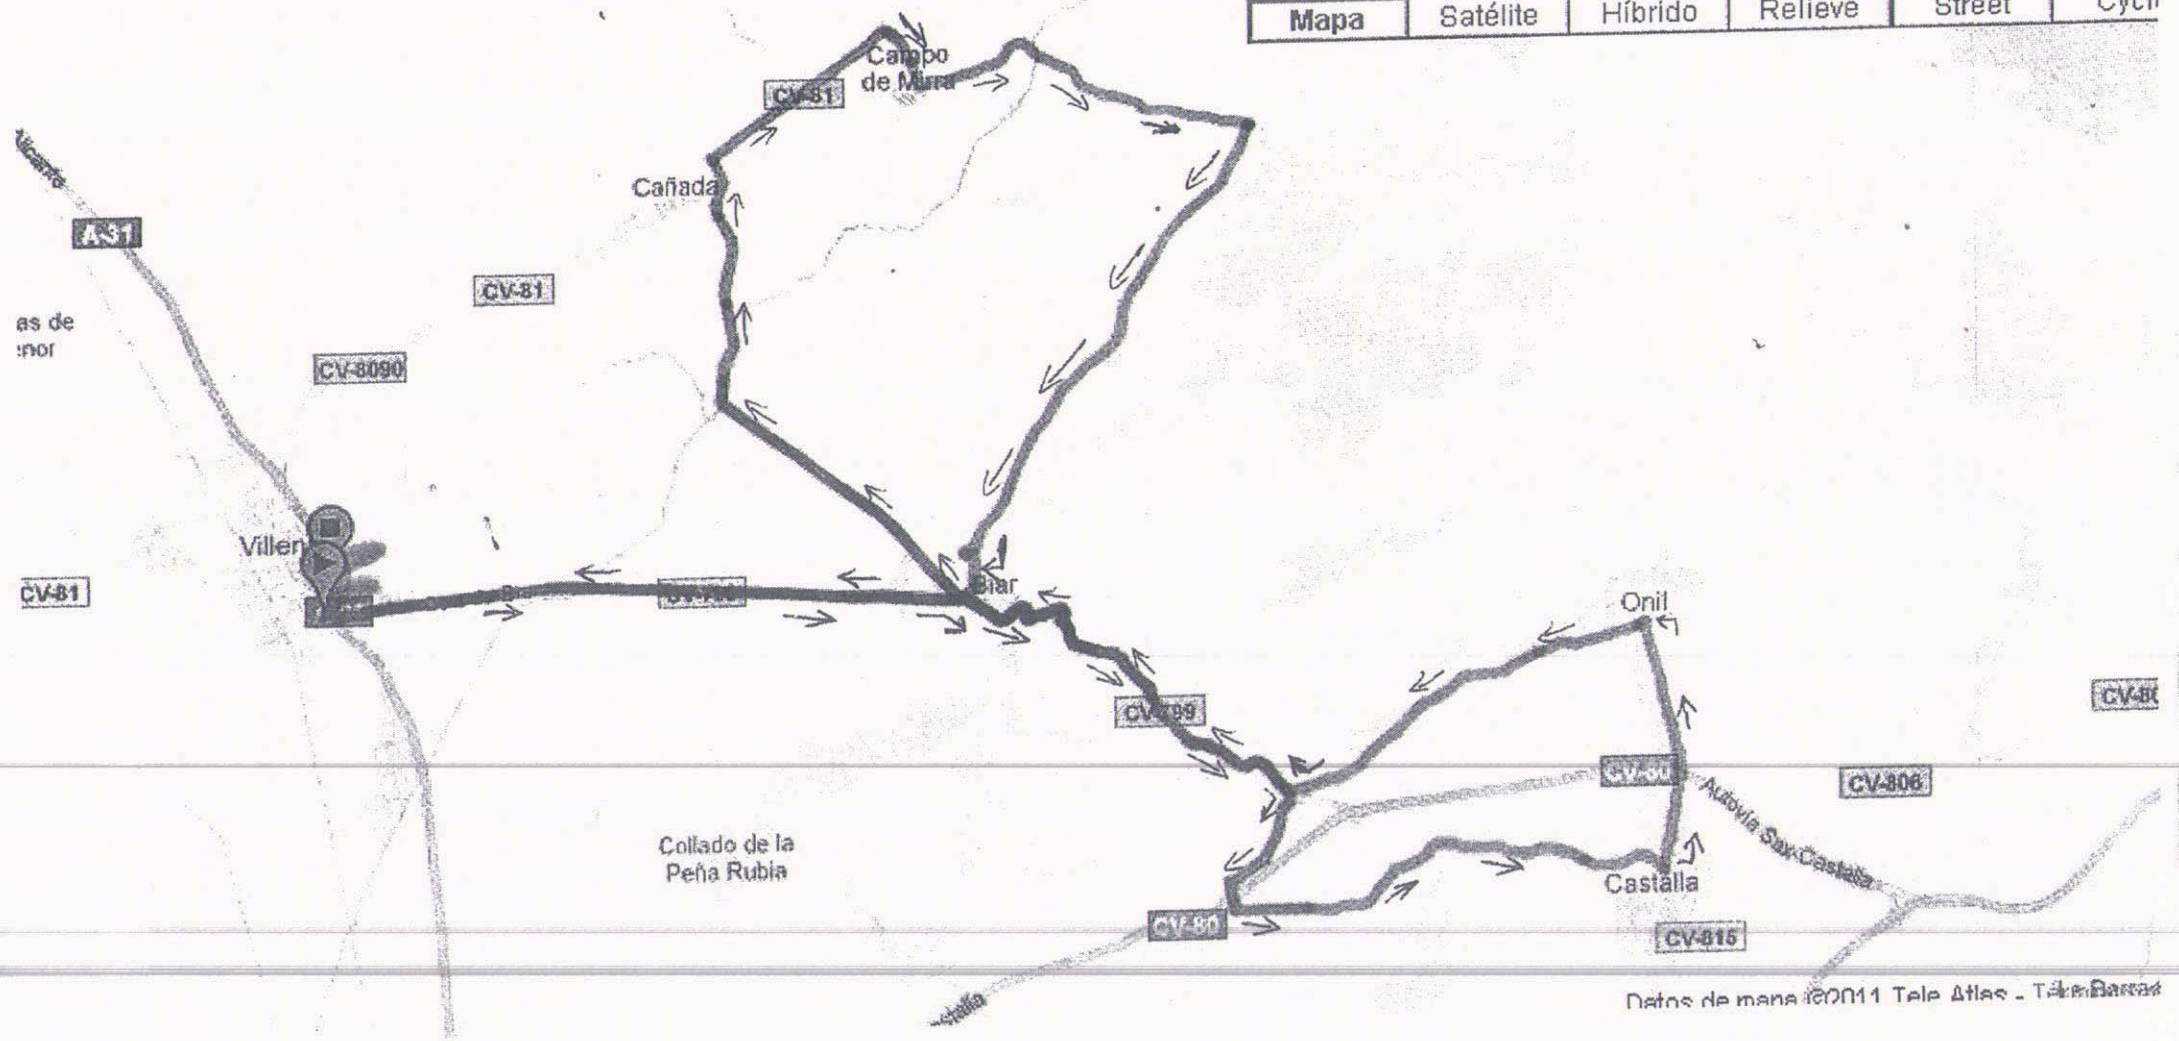 Mapa
Satélite
Híbrido
Relieve
Street
Campo
de Mirra
CV-81
Cañada
A-31
CV-81
as de
CV-8090
Villen
CV-81
Biar
Onil
CV-799
CV-80
CV-806
Autovía Sax-Castalla
Collado de la
Peña Rubia
Castalla
CV-80
CV-815
Datos de mapa ©2011 Tele Atlas -